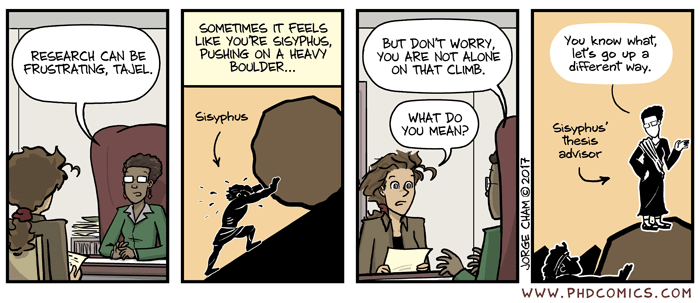 RESEARCH CAN BE
FRUSTRATING, TAJEL.
SOMETIMES IT FEELS
LIKE YOU'RE SISYPHUS,
PUSHING ON A HEAVY
BOULDER...
Sisyphus
BUT DON'T WORRY,
YOU ARE NOT ALONE
ON THAT CLIMB.
WHAT DO
YOU MEAN?
You know what,
let's go up a
different way.
Sisyphus'
thesis
advisor
JORGE CHAM © 2017
WWW.PHDCOMICS.COM